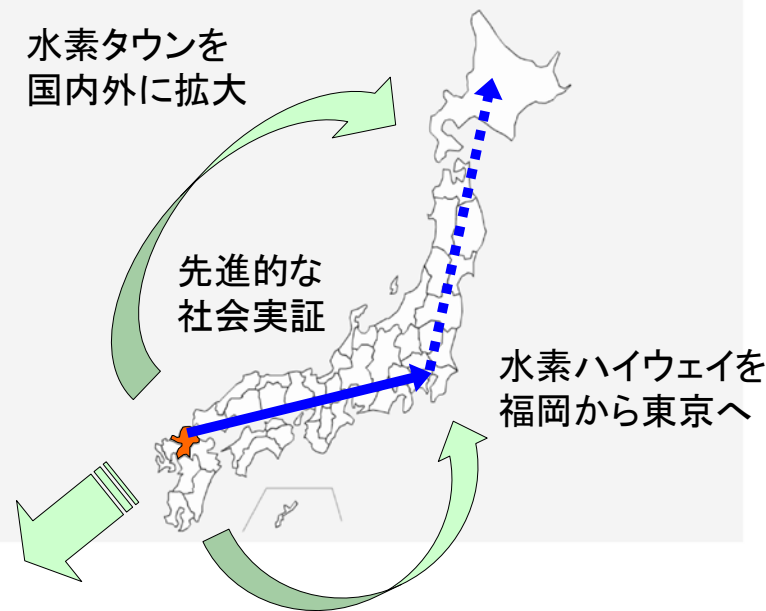 水素タウンを
国内外に拡大
先進的な
社会実証
水素ハイウェイを
福岡から東京へ